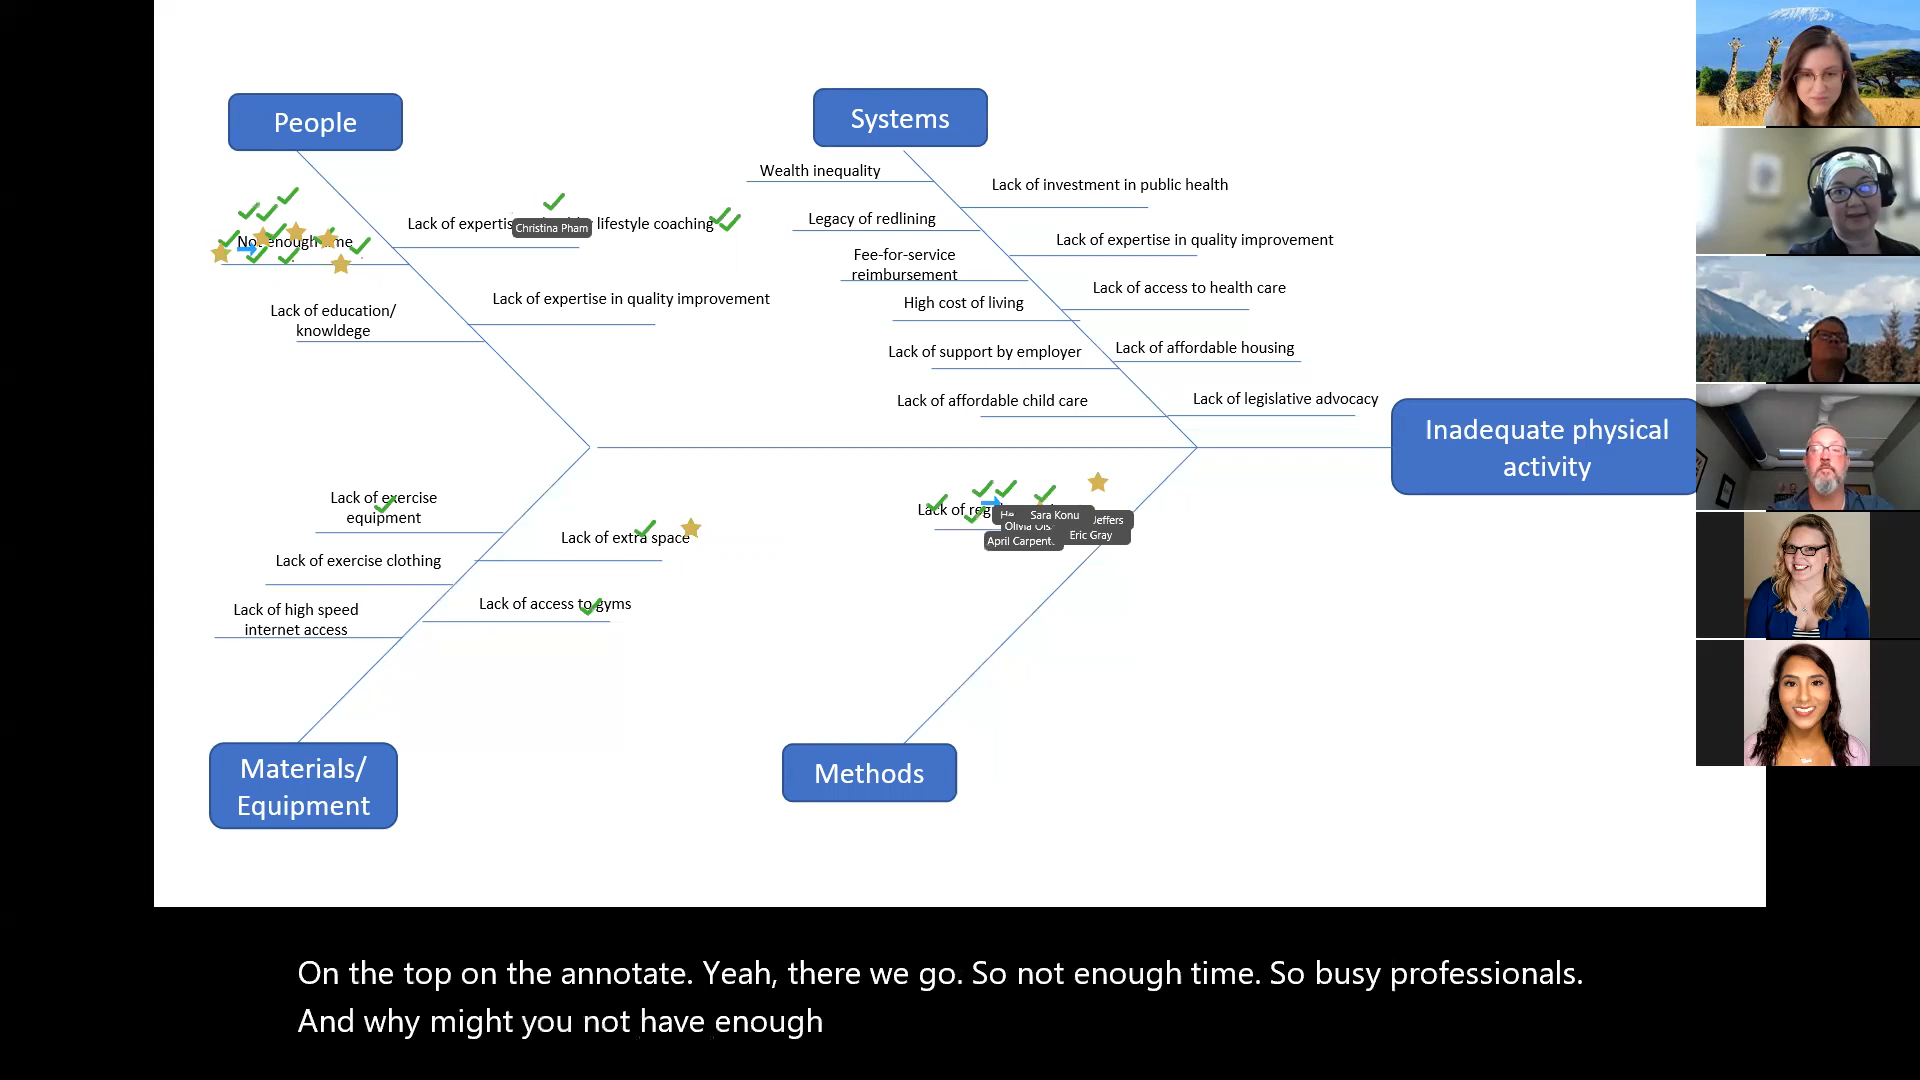 People
Systems
Wealth inequality
Lack of investment in public health
Legacy of redlining
Lack of expertise in quality improvement
Fee-for-service
reimbursement
Lack of access to health care
High cost of living
Lack of support by employer
Lack of affordable housing
Lack of affordable child care
Lack of legislative advocacy
Lack of lifestyle coaching
Christina Pham
Not enough
Lack of education/
knowldege
Lack of expertise in quality improvement
Inadequate physical
activity
Lack of exercise
equipment
Lack of extra space
Lack of exercise clothing
Lack of access to gyms
Lack of high speed
internet access
Lack of
Sara Konu
Jeffers
Olivia
April Carpent..
Eric Gray
Materials/
Equipment
Methods
On the top on the annotate. Yeah, there we go. So not enough time. So busy professionals.
And why might you not have enough